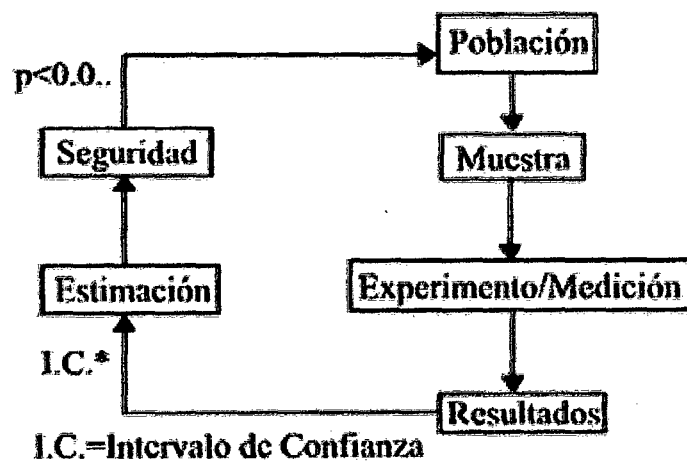 Población
p<0.0..
Seguridad
Muestra
Estimación
Experimento/Medición
I.C.*
Resultados
I.C.=Intervalo de Confianza